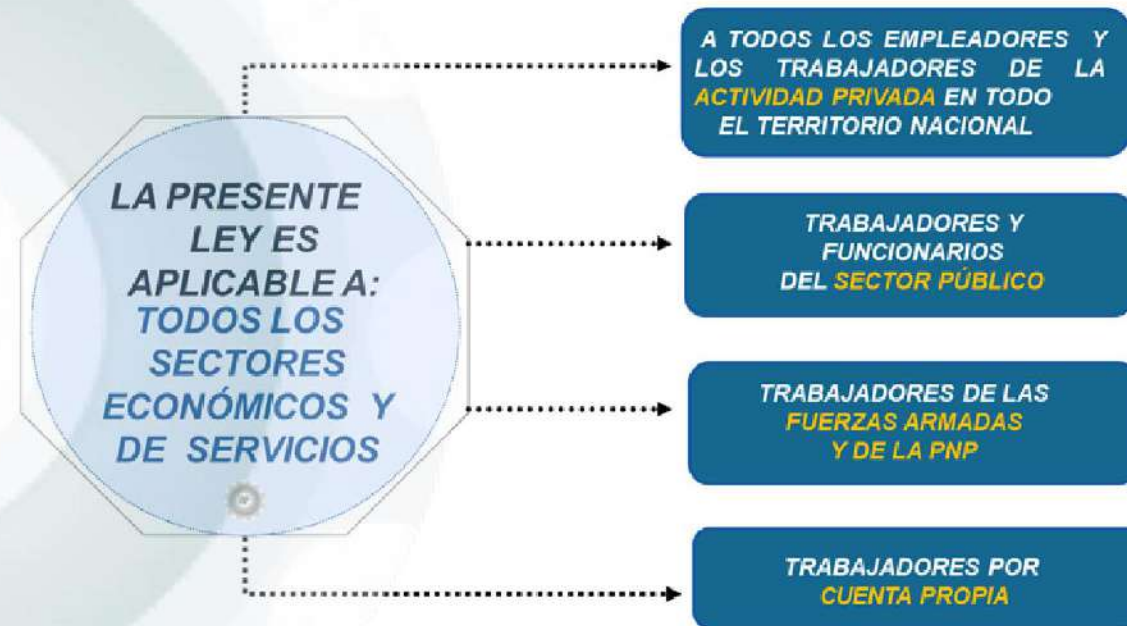 LA PRESENTE
LEY ES
APLICABLE A:
TODOS LOS
SECTORES
ECONÓMICOS Y
DE SERVICIOS
A TODOS LOS EMPLEADORES Y
LOS TRABAJADORES DE LA
ACTIVIDAD PRIVADA EN TODO
EL TERRITORIO NACIONAL
TRABAJADORES Y
FUNCIONARIOS
DEL SECTOR PÚBLICO
TRABAJADORES DE LAS
FUERZAS ARMADAS
Y DE LA PNP
TRABAJADORES POR
CUENTA PROPIA